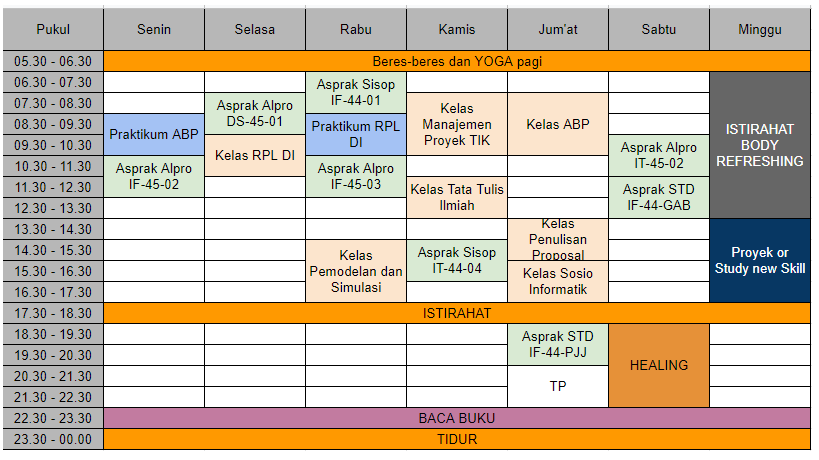 Pukul Senin Selasa Rabu Kamis Jum'at Sabtu Minggu
05.30 - 06.30 Beres-beres dan YOGA pagi
06.30 - 07.30
Asprak Sisop
IF-44-01
07.30 - 08.30
Asprak Alpro
DS-45-01
Kelas
Manajemen
Proyek TIK
Kelas ABP
08.30 - 09.30
Praktikum ABP
Praktikum RPL
DI
ISTIRAHAT
BODY
REFRESHING
09.30 - 10.30
Kelas RPL DI
Asprak Alpro
IT-45-02
10.30 - 11.30
Asprak Alpro
IF-45-02
Asprak Alpro
IF-45-03
11.30 - 12.30
Kelas Tata Tulis
Ilmiah
Asprak STD
IF-44-GAB
12.30 - 13.30
13.30 - 14.30
Kelas
Penulisan
Proposal
14.30 - 15.30
Kelas
Pemodelan dan
Simulasi
Asprak Sisop
IT-44-04
Proyek or
Study new Skill
15.30 - 16.30
Kelas Sosio
Informatik
16.30 - 17.30
17.30 - 18.30 ISTIRAHAT
18.30 - 19.30
Asprak STD
IF-44-PJJ
19.30 - 20.30
HEALING
20.30 - 21.30
TP
21.30 - 22.30
22.30 - 23.30 BACA BUKU
23.30 - 00.00 TIDUR